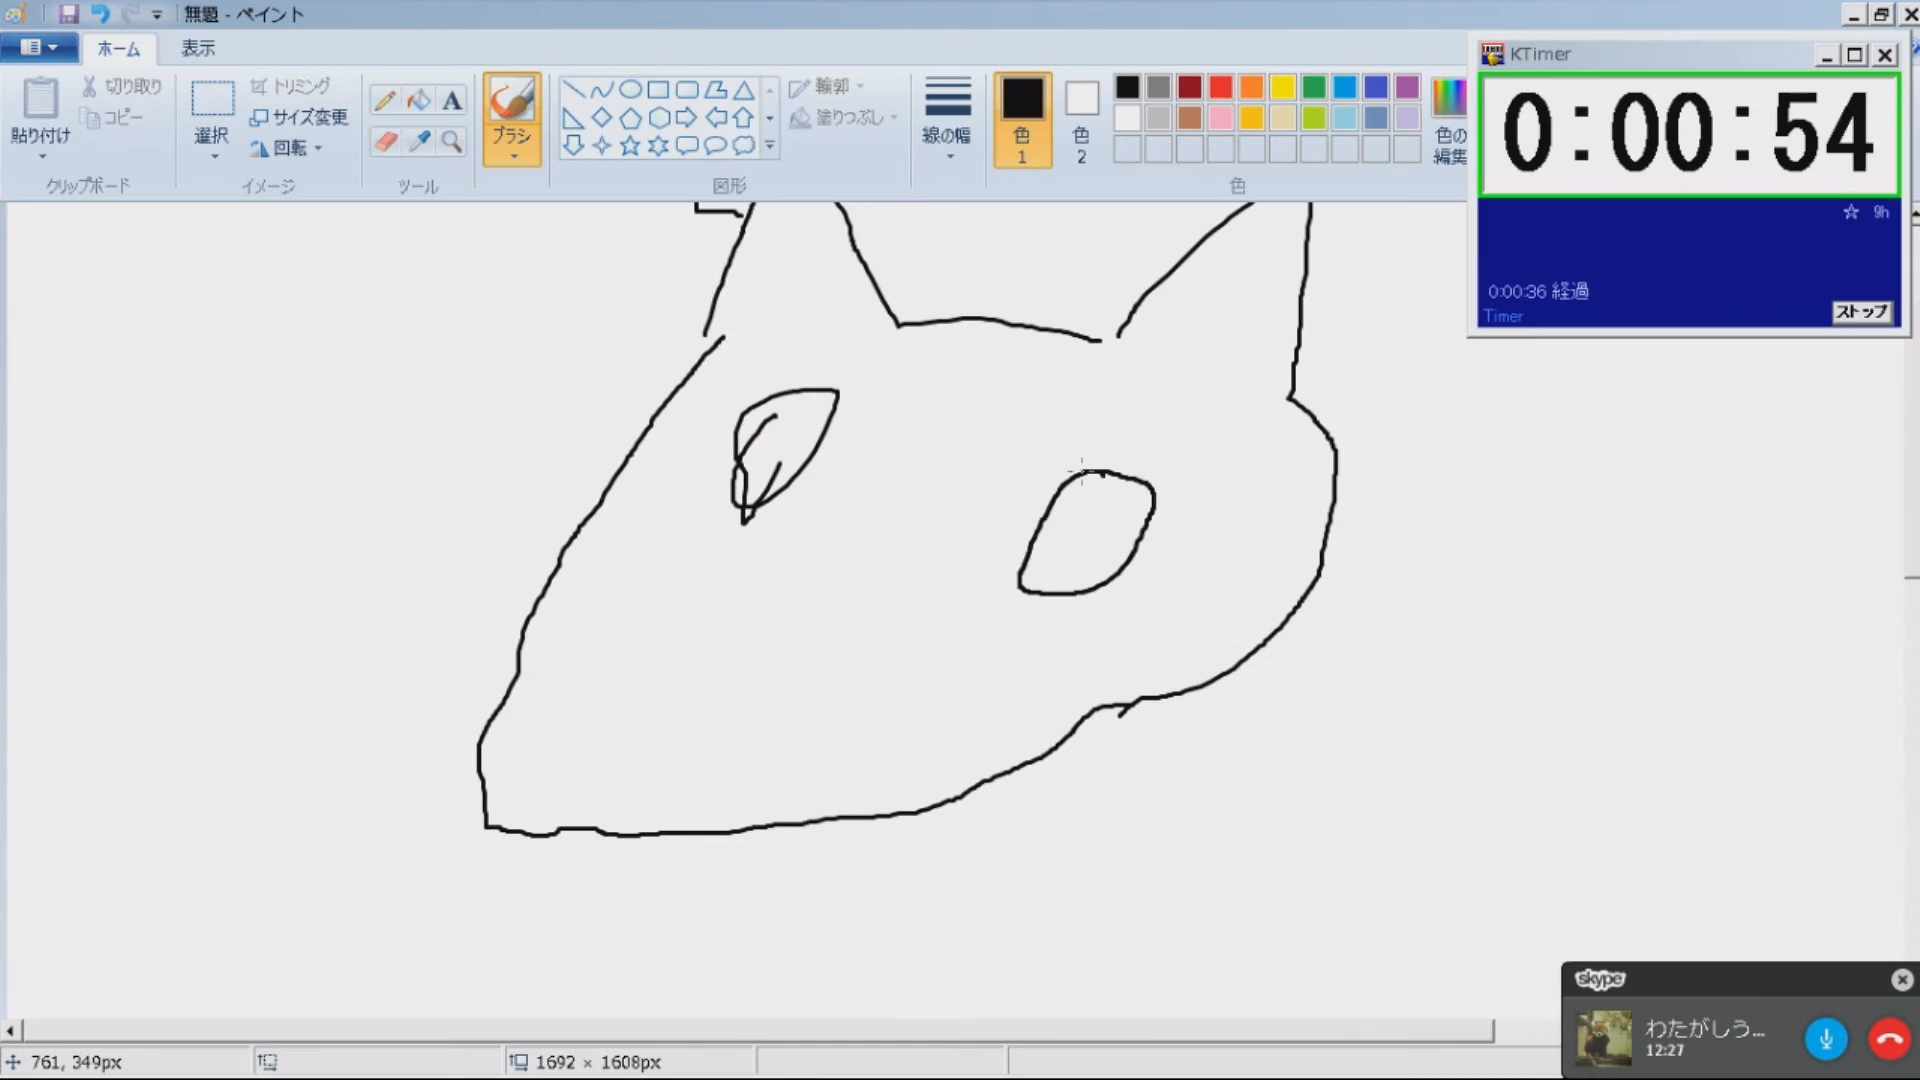 無題 - ペイント
ホーム
表示
貼り付け
切り取り
コピー
クリップボード
選択
トリミング
サイズ変更
回転
イメージ
A
ツール
ブラシ
輪郭
塗りつぶし
図形
線の幅
色
1
色
2
色の
編集
色
KTimer
0:00:54
☆ 9h
0:00:36 経過
Timer
ストップ
skype
わたがしう...
12:27
761, 349px
1692 × 1608px